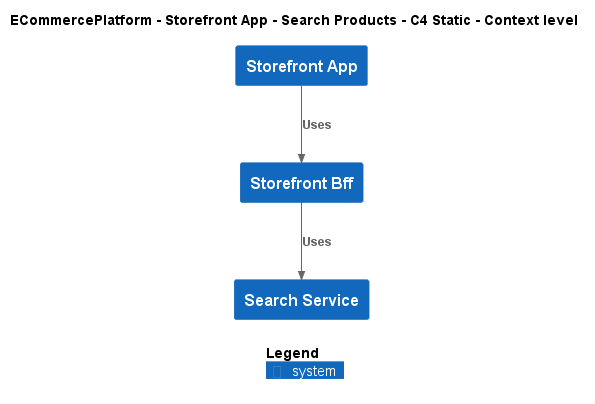 ECommercePlatform - Storefront App - Search Products - C4 Static - Context level
Storefront App
Uses
Storefront Bff
Uses
Search Service
Legend
system